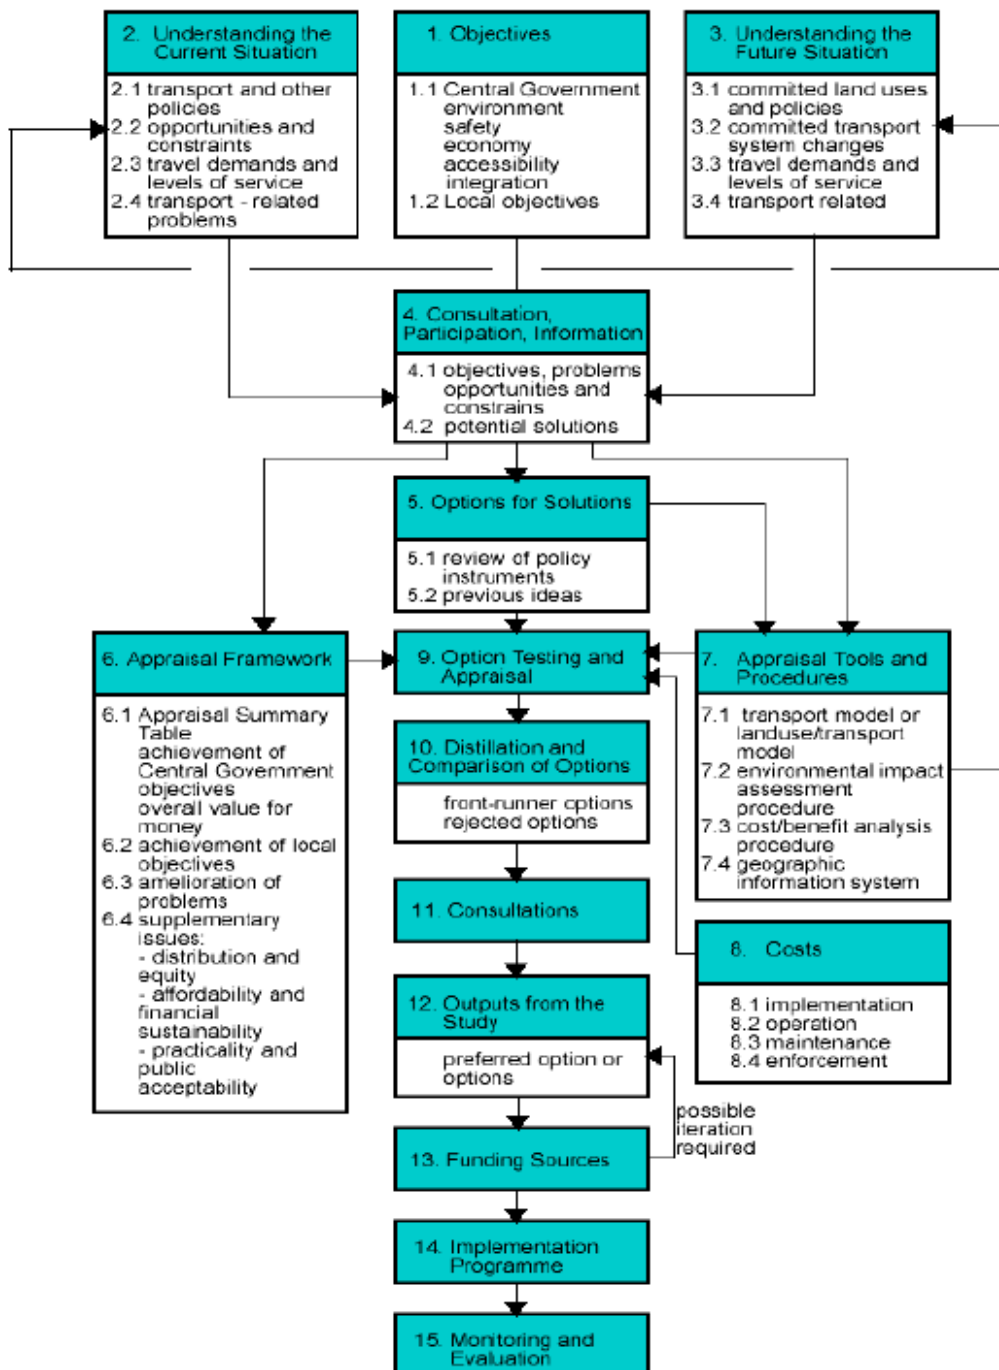 2. Understanding the
Current Situation
2.1 transport and other
policies
2.2 opportunities and
constraints
2.3 travel demands and
levels of service
2.4 transport - related
problems
1. Objectives
1.1 Central Government
environment
safety
economy
accessibility
integration
1.2 Local objectives
3. Understanding the
Future Situation
3.1 committed land uses
and policies
3.2 committed transport
system changes
3.3 travel demands and
levels of service
3.4 transport related
4. Consultation,
Participation, Information
4.1 objectives, problems
opportunities and
constrains
4.2 potential solutions
5. Options for Solutions
5.1 review of policy
instruments
5.2 previous ideas
6. Appraisal Framework
6.1 Appraisal Summary
Table
achievement of
Central Government
objectives
overall value for
money
6.2 achievement of local
objectives
6.3 amelioration of
problems
6.4 supplementary
issues:
- distribution and
equity
- affordability and
financial
sustainability
- practicality and
public
acceptability
9. Option Testing and
Appraisal
7. Appraisal Tools and
Procedures
7.1 transport model or
landuse/transport
model
7.2 environmental impact
assessment
procedure
7.3 cost/benefit analysis
procedure
7.4 geographic
information system
10. Distillation and
Comparison of Options
front-runner options
rejected options
11. Consultations
8. Costs
8.1 implementation
8.2 operation
8.3 maintenance
8.4 enforcement
12. Outputs from the
Study
preferred option or
options
possible
iteration
required
13. Funding Sources
14. Implementation
Programme
15. Monitoring and
Evaluation